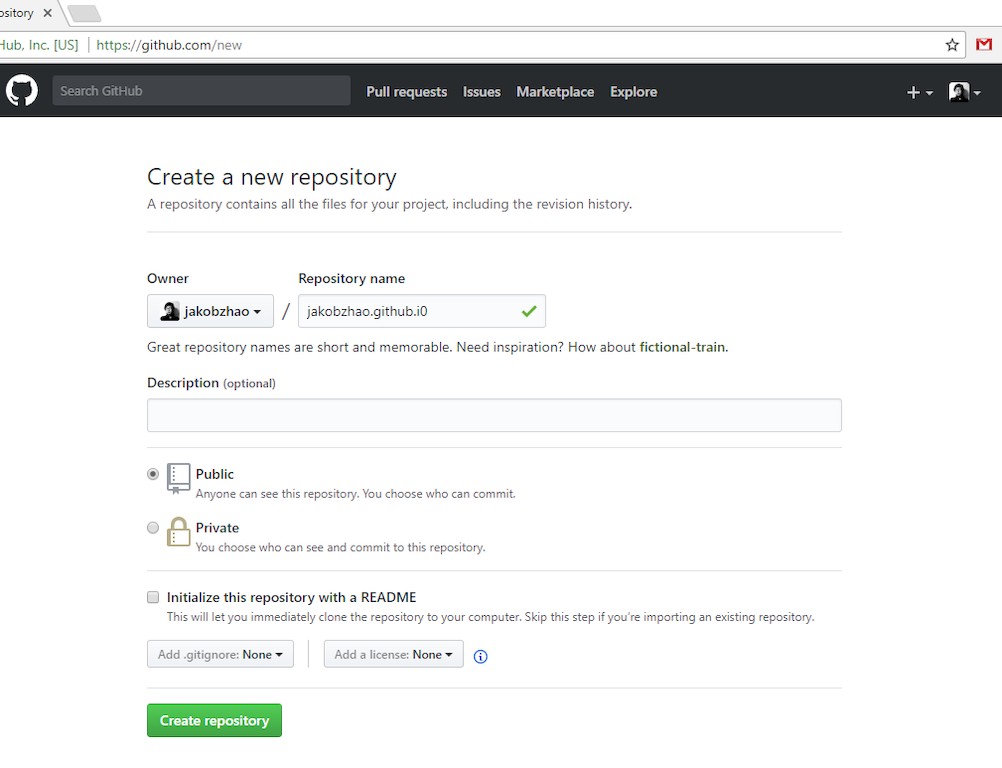 ository
Hub, Inc. [US] https://github.com/new
Search GitHub Pull requests Issues Marketplace Explore
Create a new repository
A repository contains all the files for your project, including the revision history.
Owner Repository name
jakobzhao / jakobzhao.github.i0
Great repository names are short and memorable. Need inspiration? How about fictional-train.
Description (optional)
Public
Anyone can see this repository. You choose who can commit.
Private
You choose who can see and commit to this repository.
Initialize this repository with a README
This will let you immediately clone the repository to your computer. Skip this step if you're importing an existing repository.
Add .gitignore: None Add a license: None
Create repository